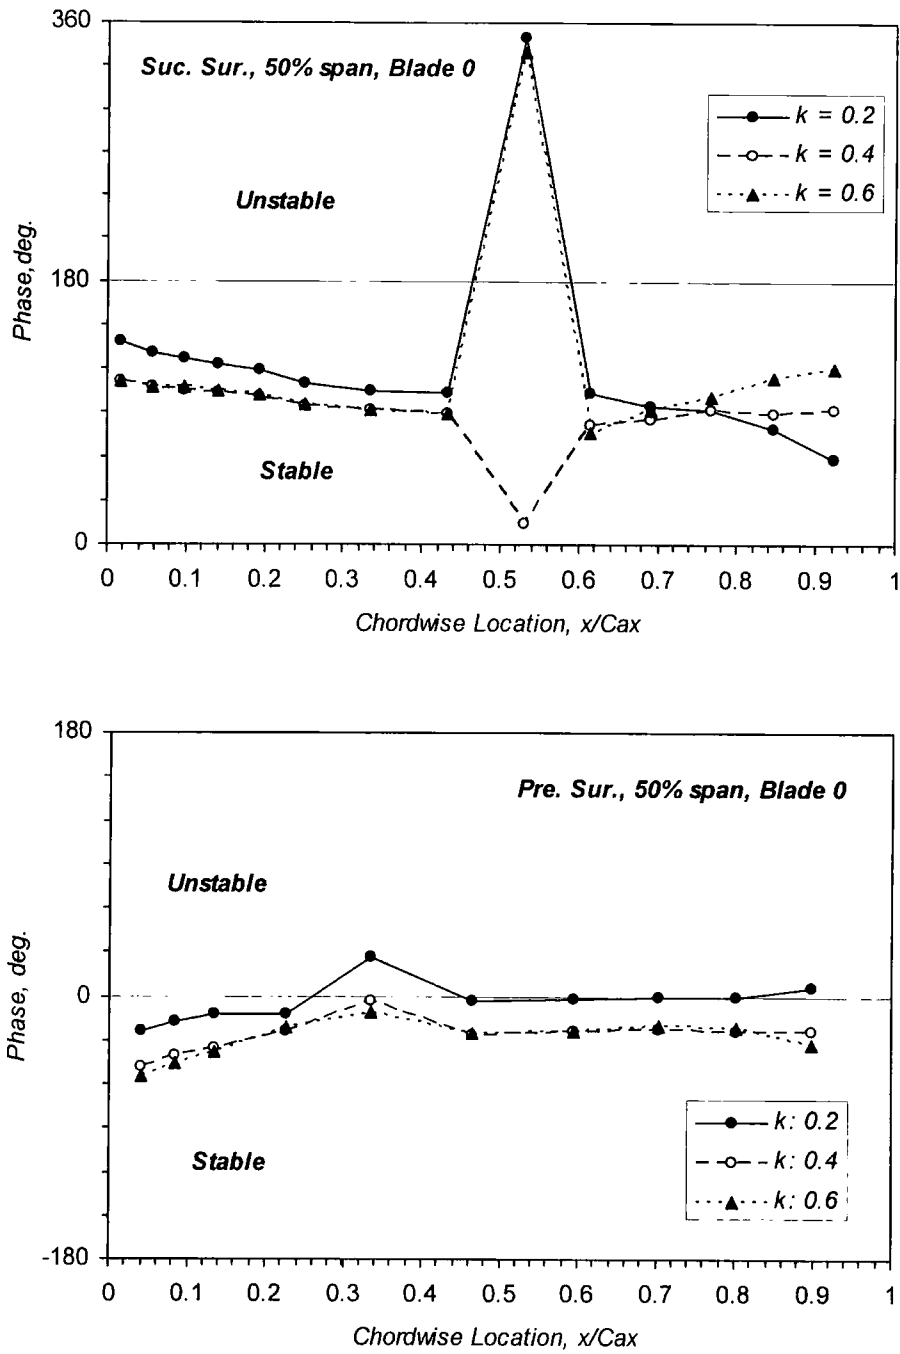 360
Suc. Sur., 50% span, Blade 0
k = 0.2
k = 0.4
k = 0.6
Unstable
Phase,deg.
180
Stable
0
0 0.1 0.2 0.3 0.4 0.5 0.6 0.7 0.8 0.9 1
Chordwise Location, x/Cax
180
Pre. Sur., 50% span, Blade 0
Unstable
Phase, deg.
0
k: 0.2
k: 0.4
k: 0.6
Stable
-180
0 0.1 0.2 0.3 0.4 0.5 0.6 0.7 0.8 0.9 1
Chordwise Location, x/Cax